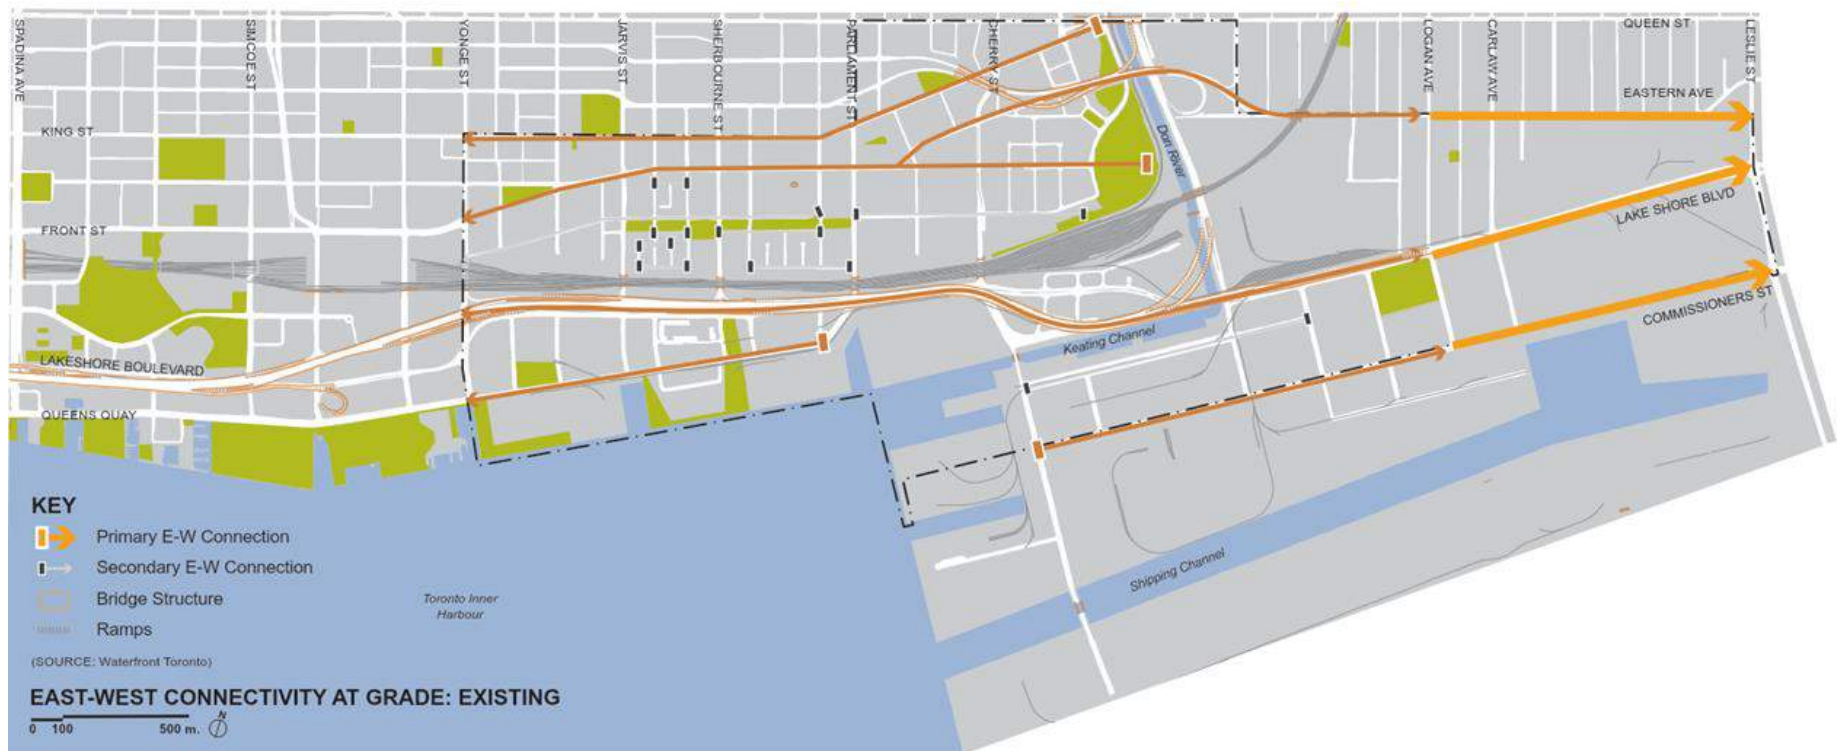 SPADINA AVE
SIMCOE ST
YONGE ST
JARVIS ST
SHERBOURNE ST
PARLIAMENT ST
CHERRY ST
LOGAN AVE
CARLAW AVE
QUEEN ST
LESLIE ST
EASTERN AVE
KING ST
Don River
LAKE SHORE BLVD
FRONT ST
COMMISSIONERS ST
Keating Channel
LAKESHORE BOULEVARD
QUEENS QUAY
Shipping Channel
Toronto Inner
Harbour
KEY
Primary E-W Connection
Secondary E-W Connection
Bridge Structure
Ramps
(SOURCE: Waterfront Toronto)
EAST-WEST CONNECTIVITY AT GRADE: EXISTING
0 100 500 m.
N